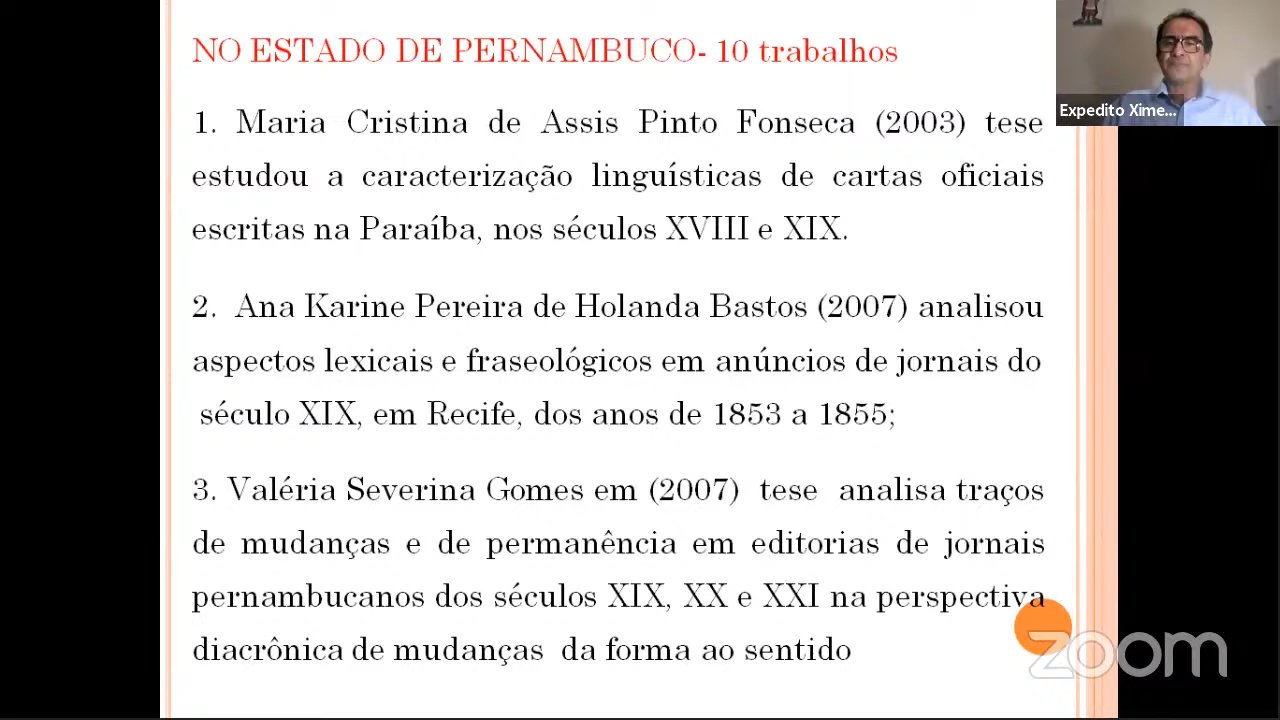 NO ESTADO DE PERNAMBUCO- 10 trabalhos
1. Maria Cristina de Assis Pinto Fonseca (2003) tese
estudou a caracterização linguísticas de cartas oficiais
escritas na Paraíba, nos séculos XVIII e XIX.
2. Ana Karine Pereira de Holanda Bastos (2007) analisou
aspectos lexicais e fraseológicos em anúncios de jornais do
século XIX, em Recife, dos anos de 1853 a 1855;
3. Valéria Severina Gomes em (2007) tese analisa traços
de mudanças e de permanência em editorias de jornais
pernambucanos dos séculos XIX, XX e XXI na perspectiva
diacrônica de mudanças da forma ao sentido
Expedito Xime...
zoom